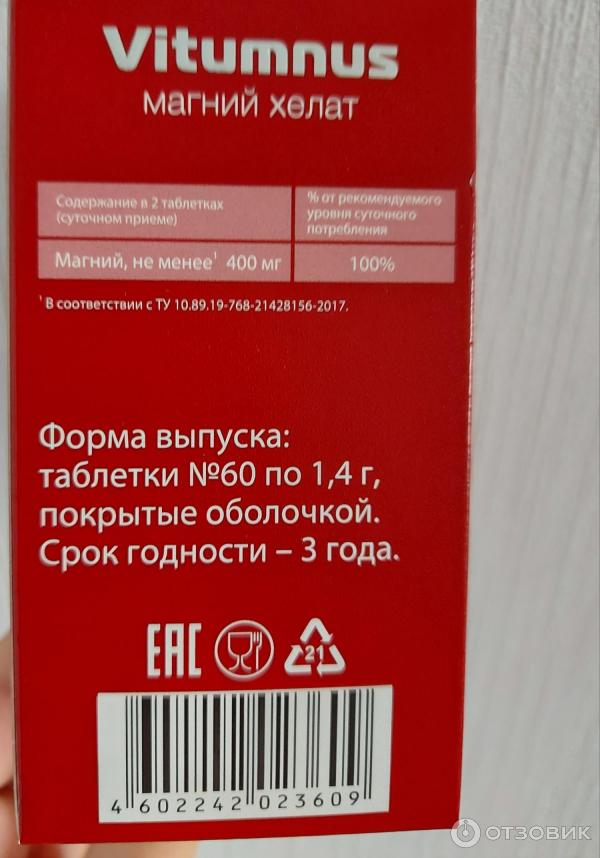 Vitumnus
магний хелат
Содержание в 2 таблетках
(суточном приеме)
% от рекомендуемого
уровня суточного
потребления
Магний, не менее¹ 400 мг
100%
¹ В соответствии с ТУ 10.89.19-768-21428156-2017.
Форма выпуска:
таблетки №60 по 1,4 г,
покрытые оболочкой.
Срок годности – 3 года.
EAC
21
4 602242 023609
ОТЗОВИК